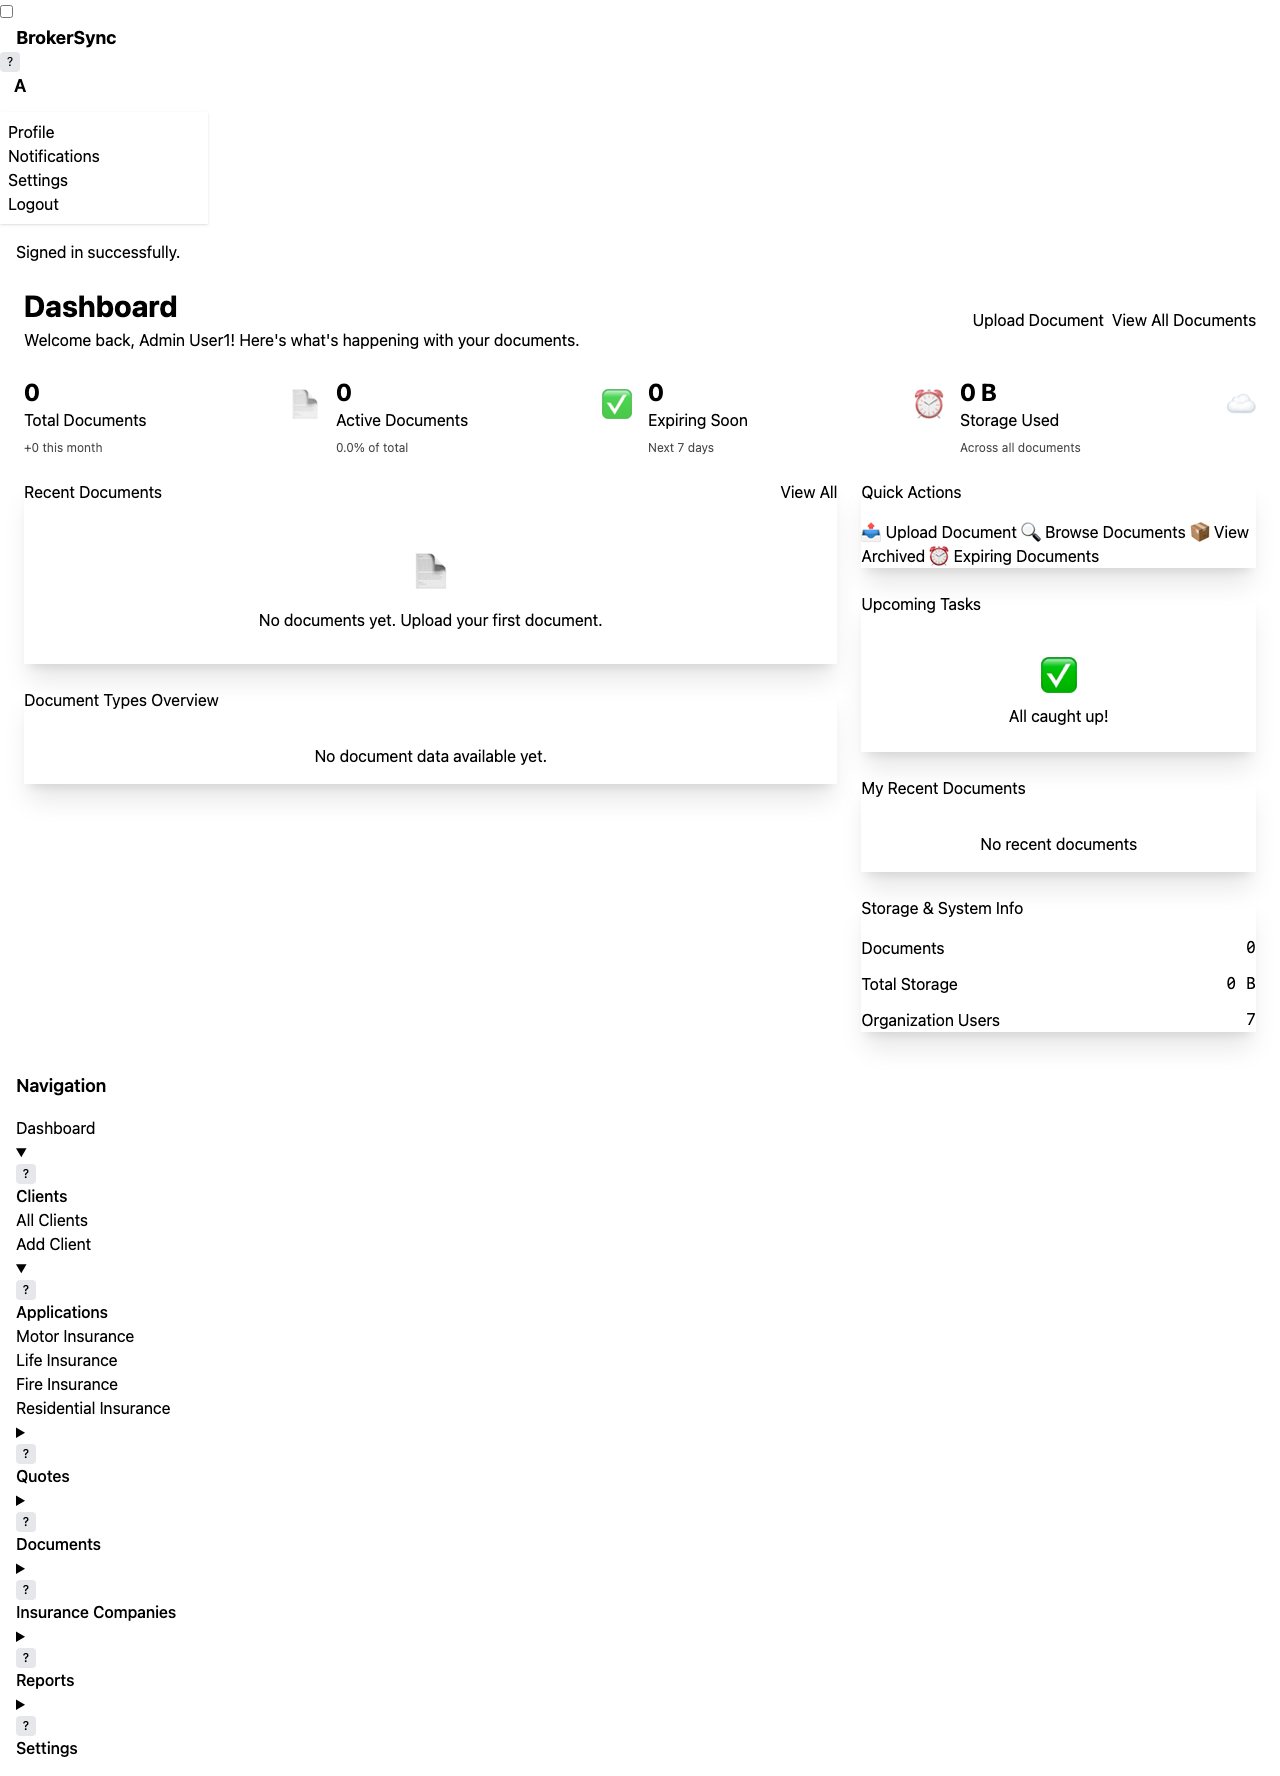 BrokerSync
?
A
Profile
Notifications
Settings
Logout
Signed in successfully.
Dashboard
Welcome back, Admin User1! Here's what's happening with your documents.
Upload Document View All Documents
0
Total Documents
+0 this month
0
Active Documents
0.0% of total
0
Expiring Soon
Next 7 days
0 B
Storage Used
Across all documents
Recent Documents
View All
No documents yet. Upload your first document.
Document Types Overview
No document data available yet.
Quick Actions
Upload Document Browse Documents View
Archived Expiring Documents
Upcoming Tasks
All caught up!
My Recent Documents
No recent documents
Storage & System Info
Documents 0
Total Storage 0 B
Organization Users 7
Navigation
Dashboard
?
Clients
All Clients
Add Client
?
Applications
Motor Insurance
Life Insurance
Fire Insurance
Residential Insurance
?
Quotes
?
Documents
?
Insurance Companies
?
Reports
?
Settings